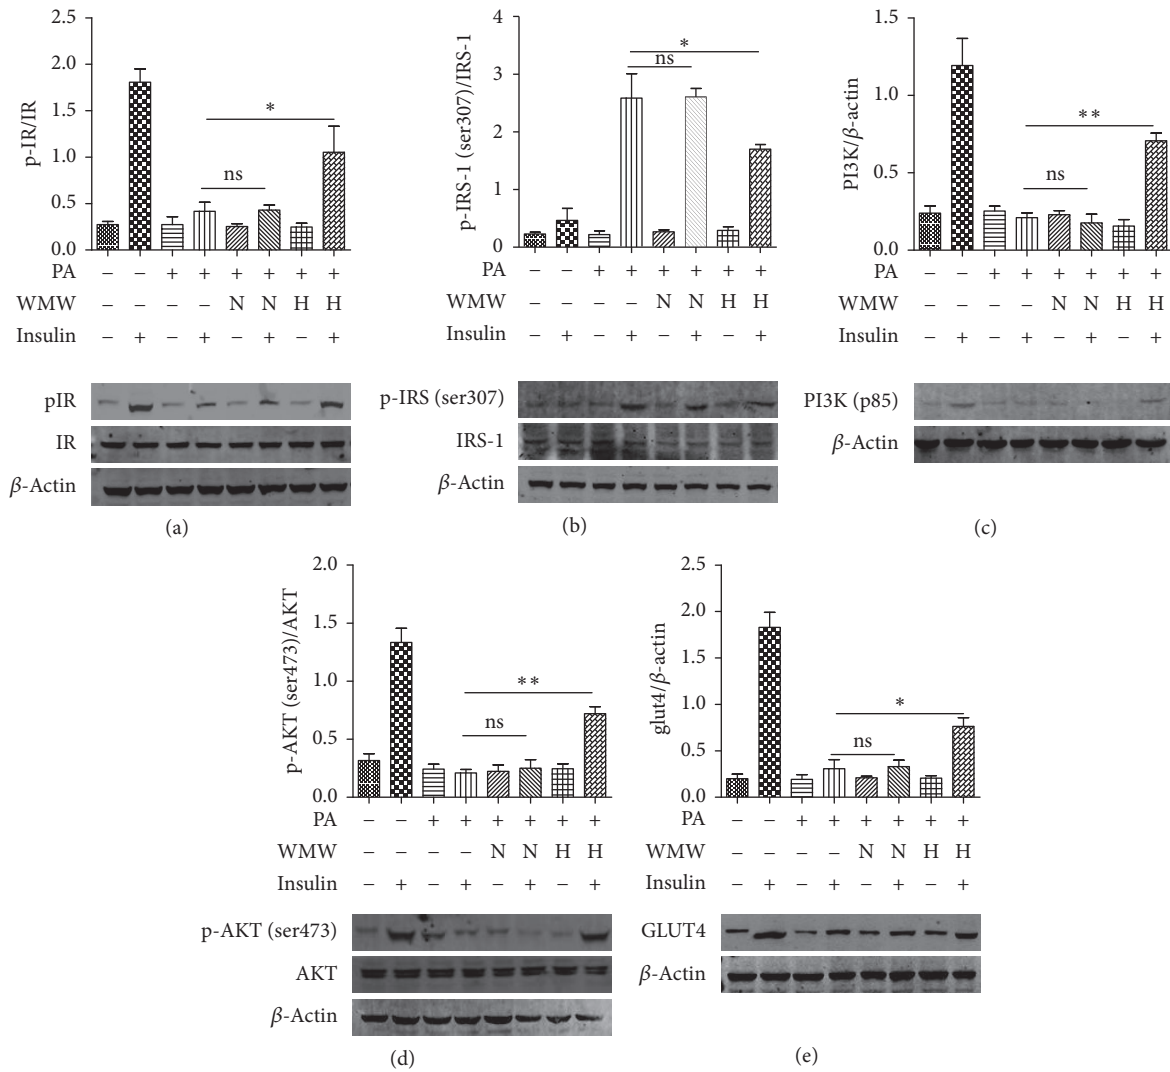 2.5
2.0
1.5
1.0
0.5
0.0
p-IR/IR
*
ns
PA – – + + + + + +
WMW – – – – N N H H
Insulin – + – + – + – +
pIR
IR
β-Actin
(a)
4
3
2
1
0
p-IRS-1 (ser307)/IRS-1
*
ns
PA – – + + + + + +
WMW – – – – N N H H
Insulin – + – + – + – +
p-IRS (ser307)
IRS-1
β-Actin
(b)
1.5
1.0
0.5
0.0
PI3K/β-actin
**
ns
PA – – + + + + + +
WMW – – – – N N H H
Insulin – + – + – + – +
PI3K (p85)
β-Actin
(c)
2.0
1.5
1.0
0.5
0.0
p-AKT (ser473)/AKT
**
ns
PA – – + + + + + +
WMW – – – – N N H H
Insulin – + – + – + – +
p-AKT (ser473)
AKT
β-Actin
(d)
2.5
2.0
1.5
1.0
0.5
0.0
glut4/β-actin
*
ns
PA – – + + + + + +
WMW – – – – N N H H
Insulin – + – + – + – +
GLUT4
β-Actin
(e)